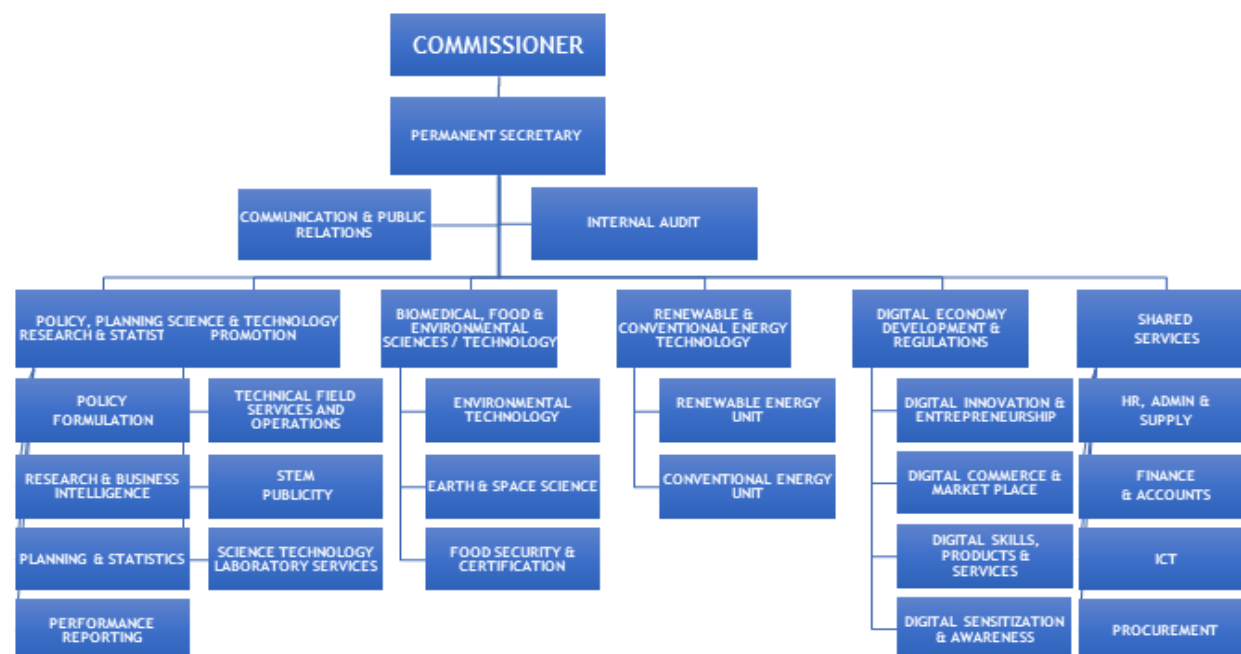 COMMISSIONER
PERMANENT SECRETARY
COMMUNICATION & PUBLIC
RELATIONS
INTERNAL AUDIT
POLICY, PLANNING
RESEARCH &
SCIENCE & TECHNOLOGY
PROMOTION
BIOMEDICAL, FOOD &
ENVIRONMENTAL
SCIENCES / TECHNOLOGY
RENEWABLE &
CONVENTIONAL ENERGY
TECHNOLOGY
DIGITAL ECONOMY
DEVELOPMENT &
REGULATIONS
SHARED
SERVICES
POLICY
FORMULATION
TECHNICAL FIELD
SERVICES AND
OPERATIONS
ENVIRONMENTAL
TECHNOLOGY
RENEWABLE ENERGY
UNIT
DIGITAL INNOVATION &
ENTREPRENEURSHIP
HR, ADMIN &
SUPPLY
RESEARCH & BUSINESS
INTELLIGENCE
STEM
PUBLICITY
EARTH & SPACE SCIENCE
CONVENTIONAL ENERGY
UNIT
DIGITAL COMMERCE &
MARKET PLACE
FINANCE
& ACCOUNTS
PLANNING & STATISTICS
SCIENCE TECHNOLOGY
LABORATORY SERVICES
FOOD SECURITY &
CERTIFICATION
DIGITAL SKILLS,
PRODUCTS &
SERVICES
ICT
PERFORMANCE
REPORTING
DIGITAL SENSITIZATION
& AWARENESS
PROCUREMENT